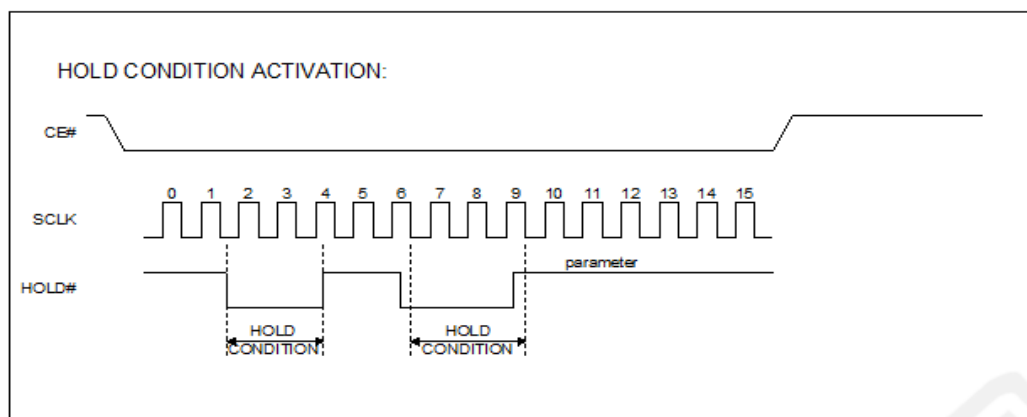 HOLD CONDITION ACTIVATION:
CE#
0 1 2 3 4 5 6 7 8 9 10 11 12 13 14 15
SCLK
parameter
HOLD#
HOLD HOLD
CONDITION CONDITION